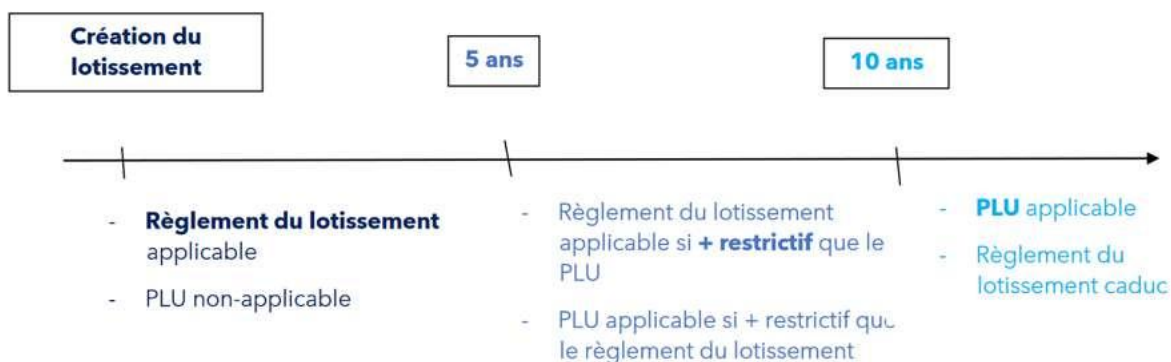 Création du
lotissement
5 ans
10 ans
- Règlement du lotissement
applicable
- PLU non-applicable
- Règlement du lotissement
applicable si + restrictif que le
PLU
- PLU applicable si + restrictif que
le règlement du lotissement
- PLU applicable
- Règlement du
lotissement caduc